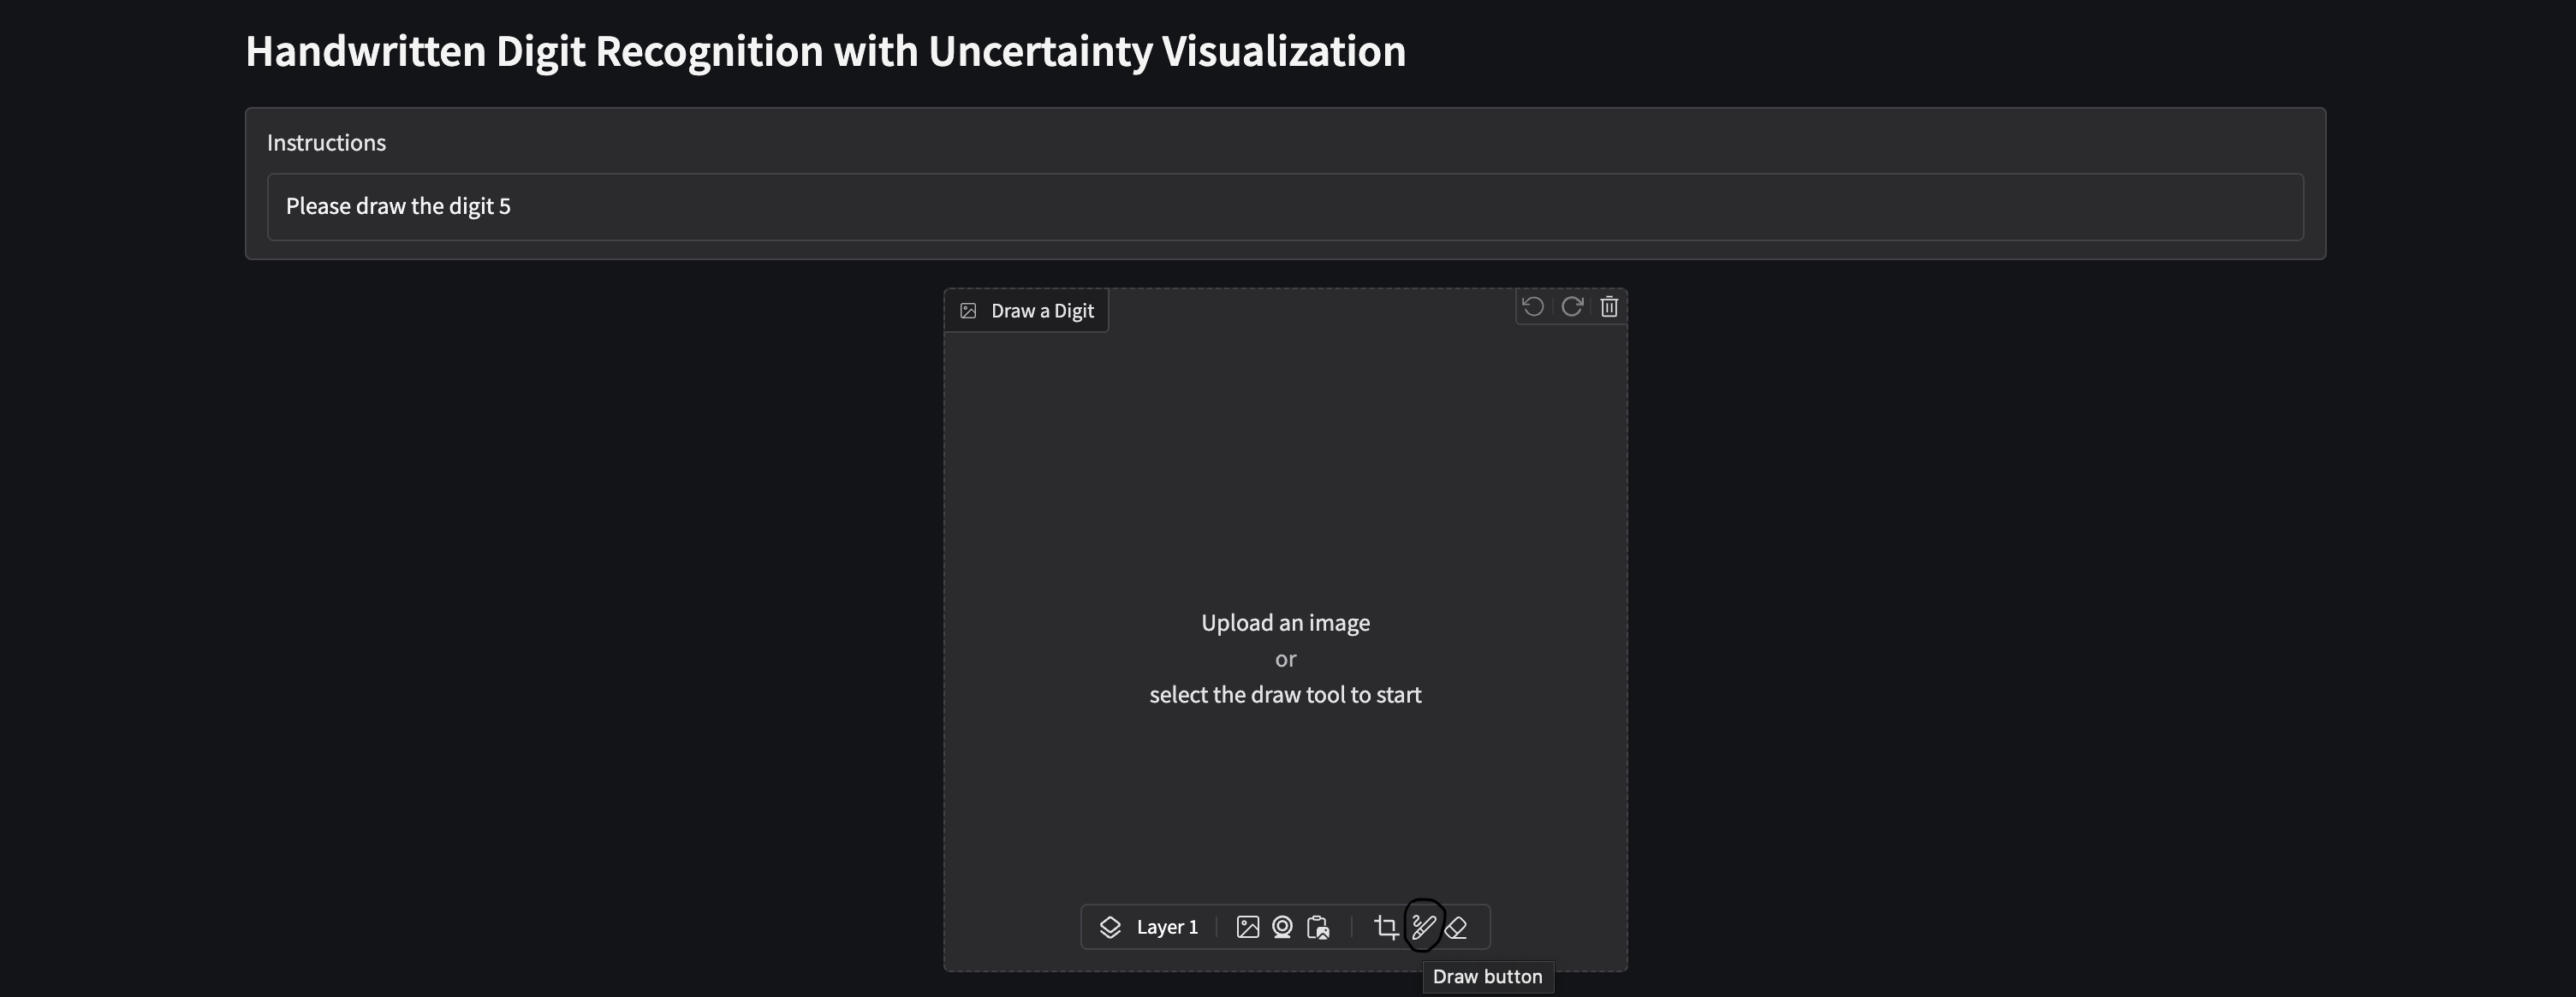 Handwritten Digit Recognition with Uncertainty Visualization
Instructions
Please draw the digit 5
Draw a Digit
Upload an image
or
select the draw tool to start
Layer 1
Draw button